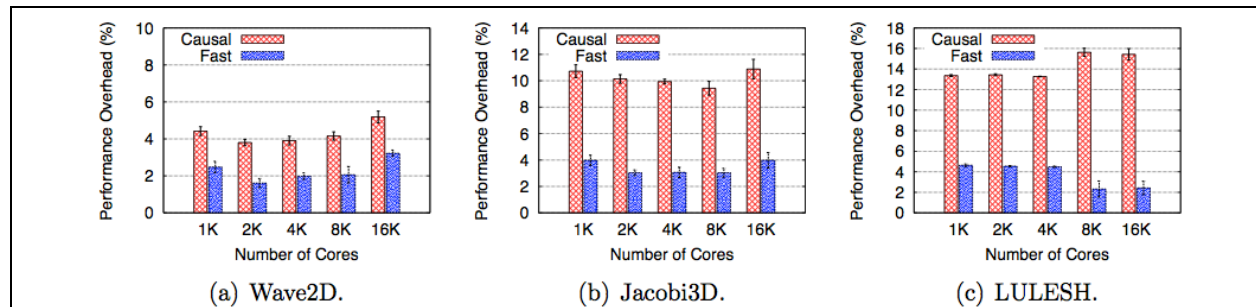 Performance Overhead (%)
10
8
6
4
2
0
Causal
Fast
1K 2K 4K 8K 16K
Number of Cores
(a) Wave2D.
Performance Overhead (%)
14
12
10
8
6
4
2
0
Causal
Fast
1K 2K 4K 8K 16K
Number of Cores
(b) Jacobi3D.
Performance Overhead (%)
18
16
14
12
10
8
6
4
2
0
Causal
Fast
1K 2K 4K 8K 16K
Number of Cores
(c) LULESH.